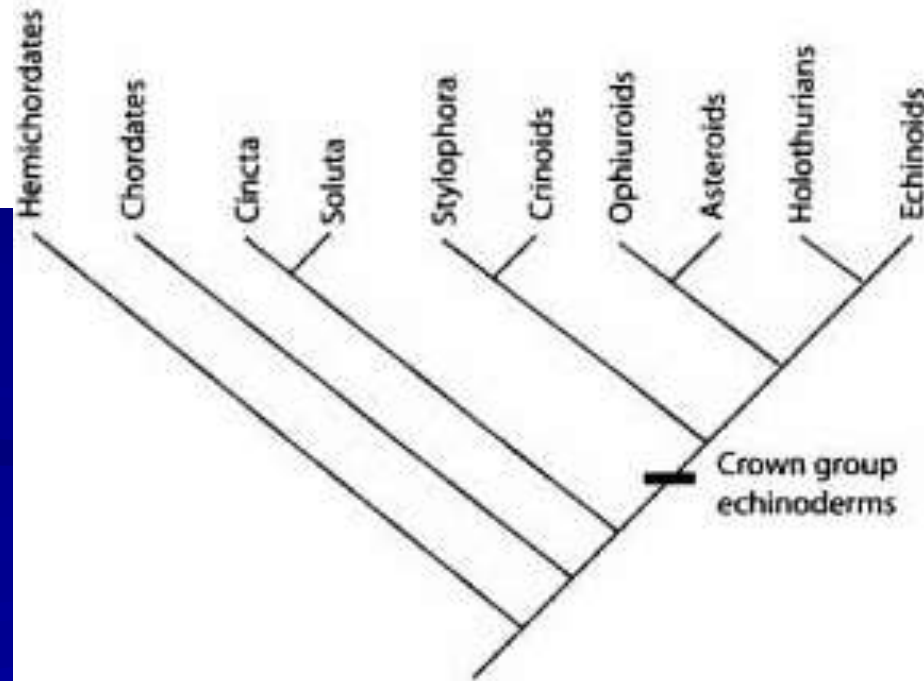 Hemichordates
Chordates
Cincta
Soluta
Stylophora
Crinoids
Ophiuroids
Asteroids
Holothurians
Echinoids
Crown group
echinoderms